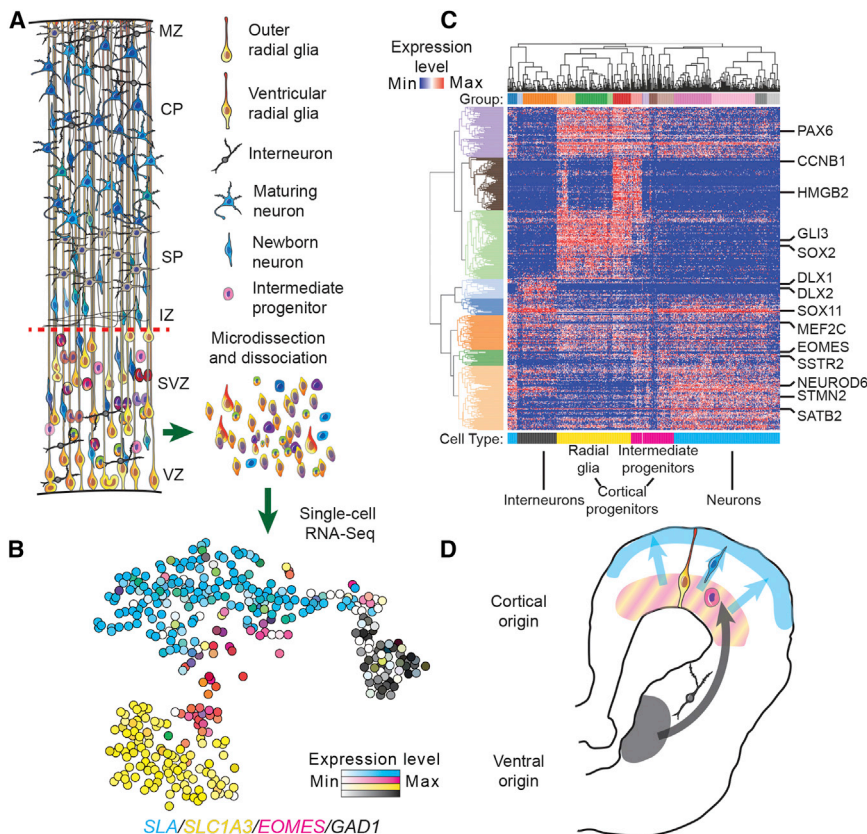 A
MZ
CP
SP
IZ
SVZ
VZ
Outer
radial glia
Ventricular
radial glia
Interneuron
Maturing
neuron
Newborn
neuron
Intermediate
progenitor
Microdissection
and dissociation
Single-cell
RNA-Seq
B
Expression level
Min Max
SLA/SLC1A3/EOMES/GAD1
C
Expression
level
Min Max
Group:
PAX6
CCNB1
HMGB2
GLI3
SOX2
DLX1
DLX2
SOX11
MEF2C
EOMES
SSTR2
NEUROD6
STMN2
SATB2
Cell Type:
Radial
glia
Intermediate
progenitors
Interneurons
Cortical
progenitors
Neurons
D
Cortical
origin
Ventral
origin